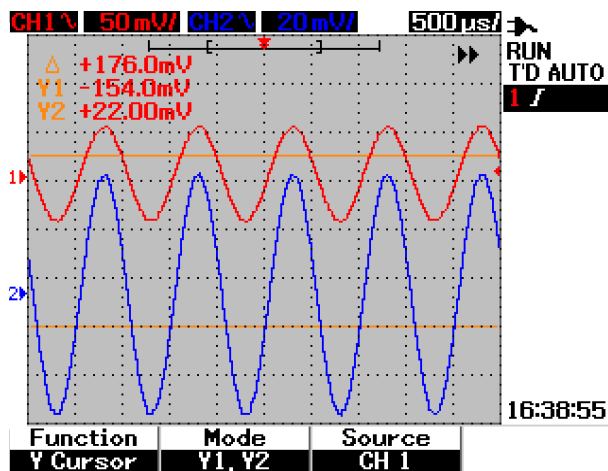 CH1 ∿ 50mV/ CH2 ∿ 20mV/ 500µs/
RUN
T'D AUTO
1 ƒ
Δ +176.0mV
Y1 -154.0mV
Y2 +22.00mV
1
2
16:38:55
Function Mode Source
Y Cursor Y1,Y2 CH 1